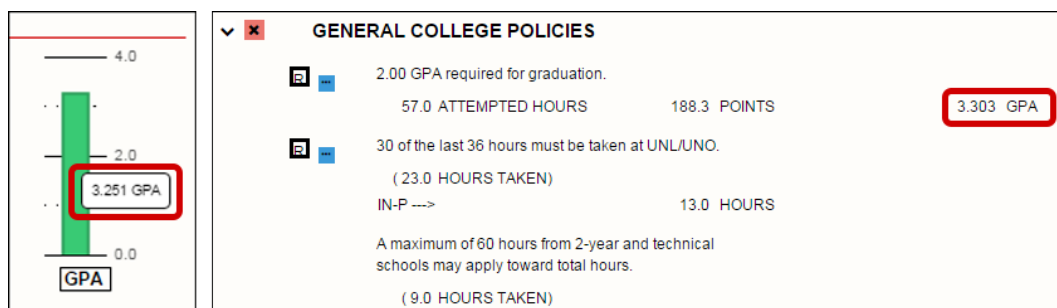 4.0
2.0
3.251 GPA
0.0
GPA
GENERAL COLLEGE POLICIES
R
2.00 GPA required for graduation.
57.0 ATTEMPTED HOURS 188.3 POINTS 3.303 GPA
R
30 of the last 36 hours must be taken at UNL/UNO.
( 23.0 HOURS TAKEN)
IN-P ---> 13.0 HOURS
A maximum of 60 hours from 2-year and technical
schools may apply toward total hours.
( 9.0 HOURS TAKEN)